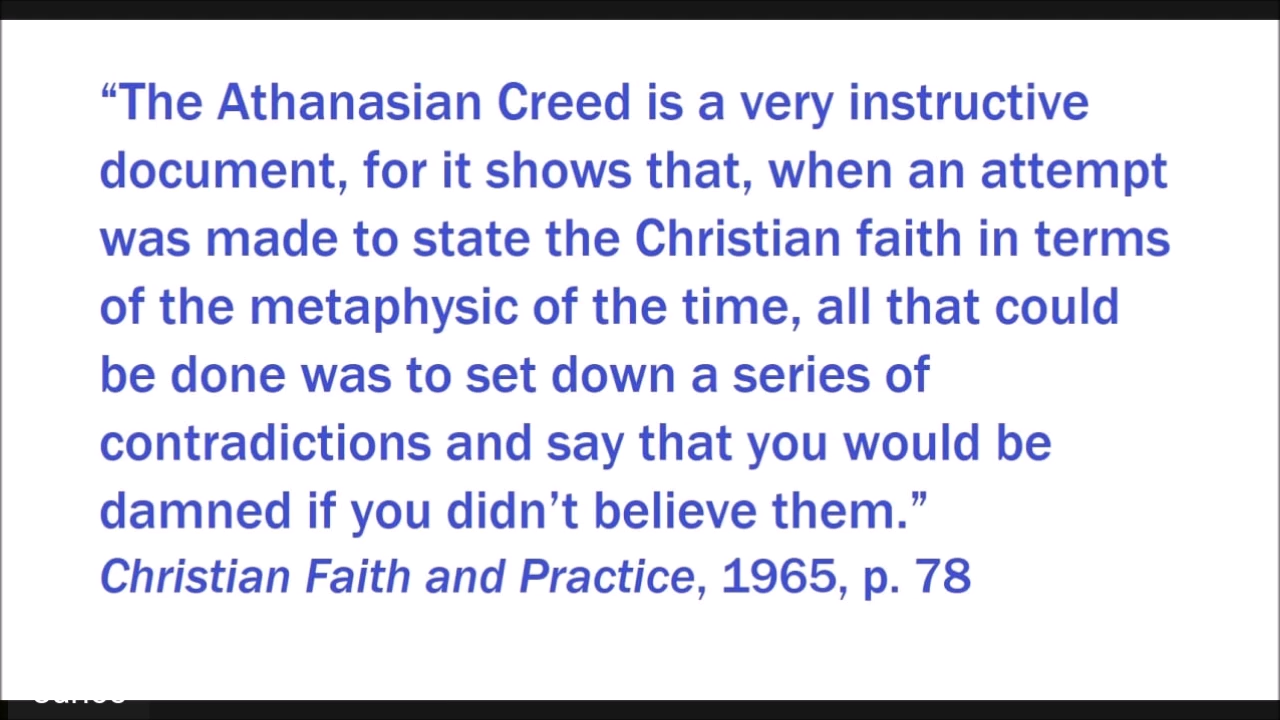 “The Athanasian Creed is a very instructive
document, for it shows that, when an attempt
was made to state the Christian faith in terms
of the metaphysic of the time, all that could
be done was to set down a series of
contradictions and say that you would be
damned if you didn’t believe them.”
Christian Faith and Practice, 1965, p. 78